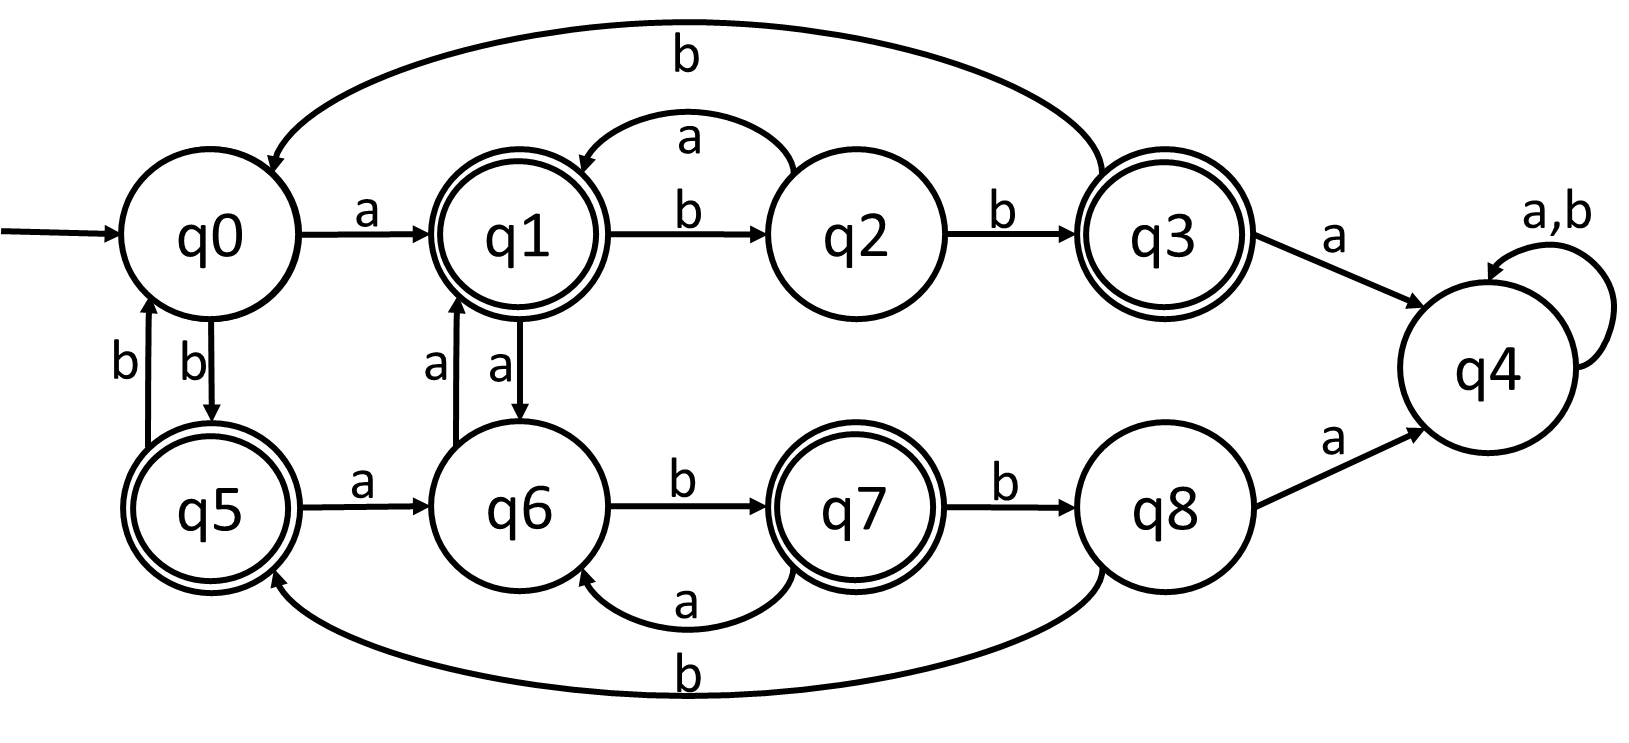 b
a
a b b a,b
q0 q1 q2 q3 a
b b a a q4
a b b a
q5 q6 q7 q8
a
b